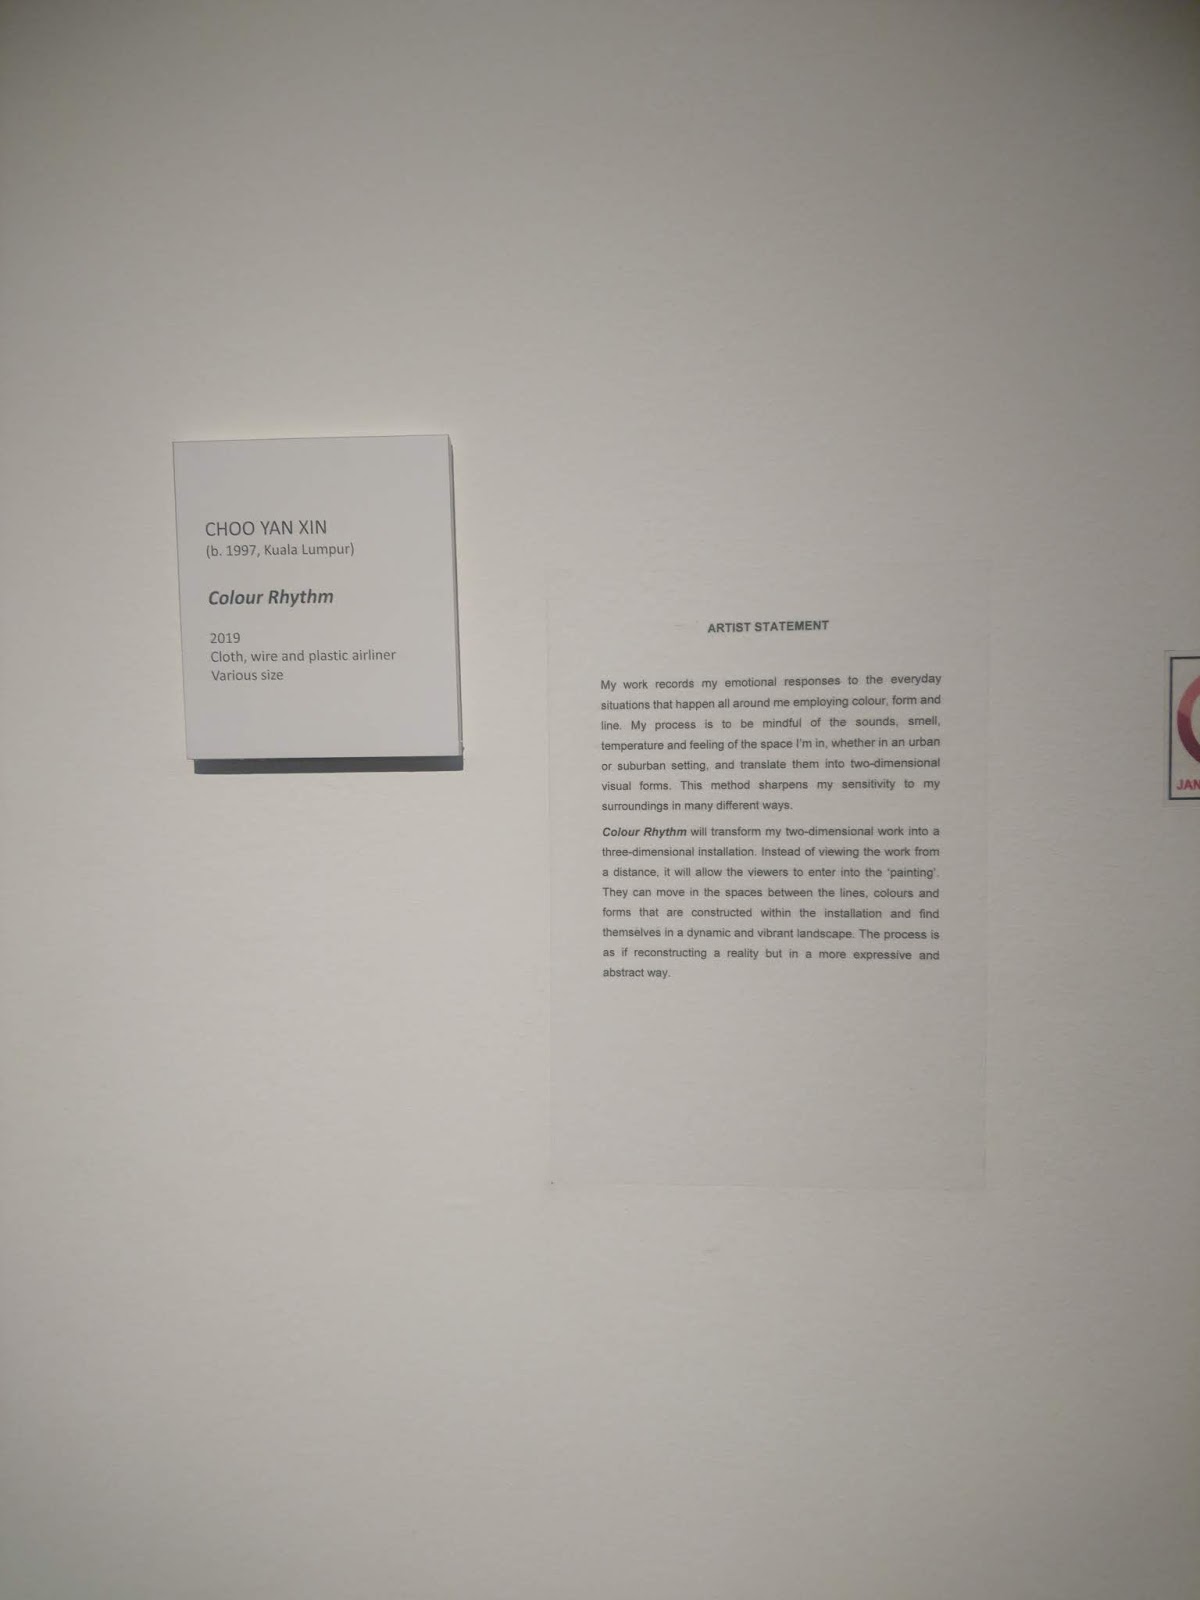 CHOO YAN XIN
(b. 1997, Kuala Lumpur)
Colour Rhythm
2019
Cloth, wire and plastic airliner
Various size
ARTIST STATEMENT
My work records my emotional responses to the everyday
situations that happen all around me employing colour, form and
line. My process is to be mindful of the sounds, smell,
temperature and feeling of the space I'm in, whether in an urban
or suburban setting, and translate them into two-dimensional
visual forms. This method sharpens my sensitivity to my
surroundings in many different ways.
Colour Rhythm will transform my two-dimensional work into a
three-dimensional installation. Instead of viewing the work from
a distance, it will allow the viewers to enter into the 'painting'.
They can move in the spaces between the lines, colours and
forms that are constructed within the installation and find
themselves in a dynamic and vibrant landscape. The process is
as if reconstructing a reality but in a more expressive and
abstract way.
JAN